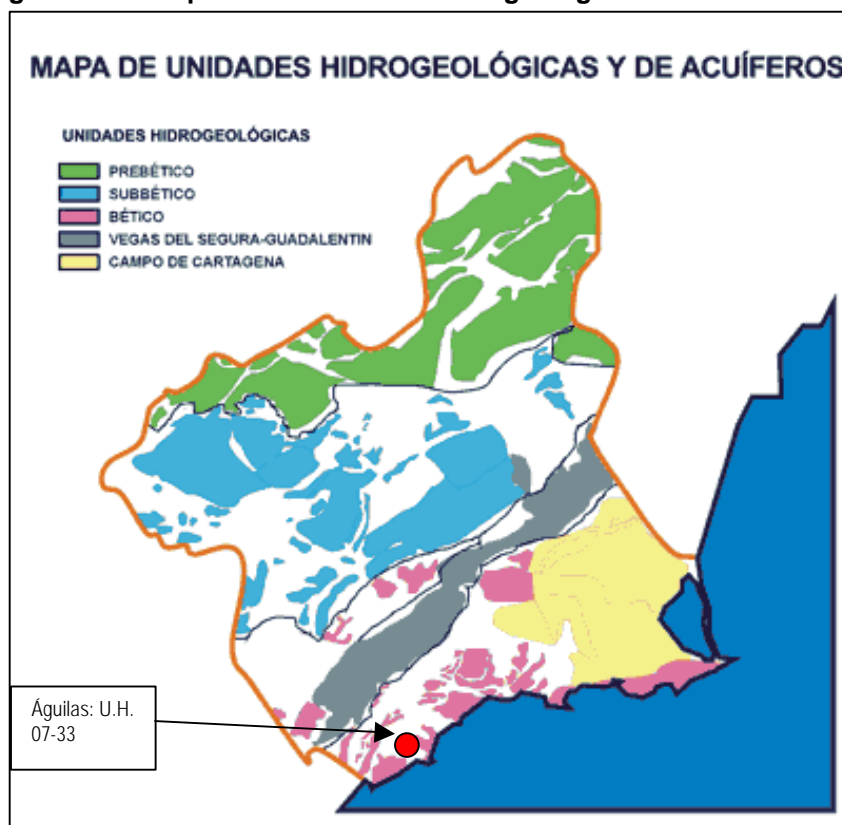 MAPA DE UNIDADES HIDROGEOLÓGICAS Y DE ACUÍFEROS
UNIDADES HIDROGEOLÓGICAS
PREBÉTICO
SUBBÉTICO
BÉTICO
VEGAS DEL SEGURA-GUADALENTIN
CAMPO DE CARTAGENA
Águilas: U.H.
07-33